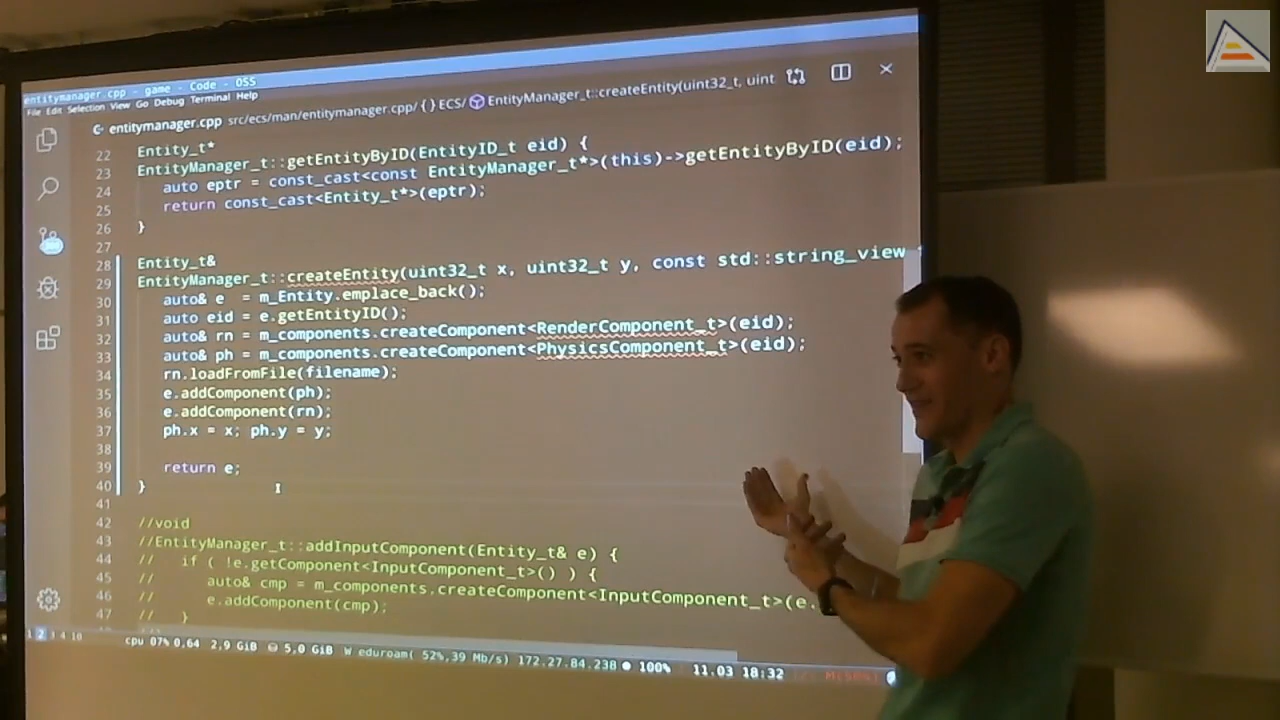 entitymanager.cpp - game - Code - OSS
File Edit Selection View Go Debug Terminal Help
entitymanager.cpp src/ecs/man/entitymanager.cpp/ {} ECS/ EntityManager_t::createEntity(uint32_t, uint
22 Entity_t*
23 EntityManager_t::getEntityByID(EntityID_t eid) {
24 auto eptr = const_cast<const EntityManager_t*>(this)->getEntityByID(eid);
25 return const_cast<Entity_t*>(eptr);
26 }
27
28 Entity_t&
29 EntityManager_t::createEntity(uint32_t x, uint32_t y, const std::string_view
30 auto& e = m_Entity.emplace_back();
31 auto eid = e.getEntityID();
32 auto& rn = m_components.createComponent<RenderComponent_t>(eid);
33 auto& ph = m_components.createComponent<PhysicsComponent_t>(eid);
34 rn.loadFromFile(filename);
35 e.addComponent(ph);
36 e.addComponent(rn);
37 ph.x = x; ph.y = y;
38
39 return e;
40 }
41
42 //void
43 //EntityManager_t::addInputComponent(Entity_t& e) {
44 // if ( !e.getComponent<InputComponent_t>() ) {
45 // auto& cmp = m_components.createComponent<InputComponent_t>(e.
46 // e.addComponent(cmp);
47 // }
1 2 3 4 10 cpu 07% 0,64 2,9 GiB 5,0 GiB W eduroam( 52%,39 Mb/s) 172.27.84.238 100% 11.03 18:32